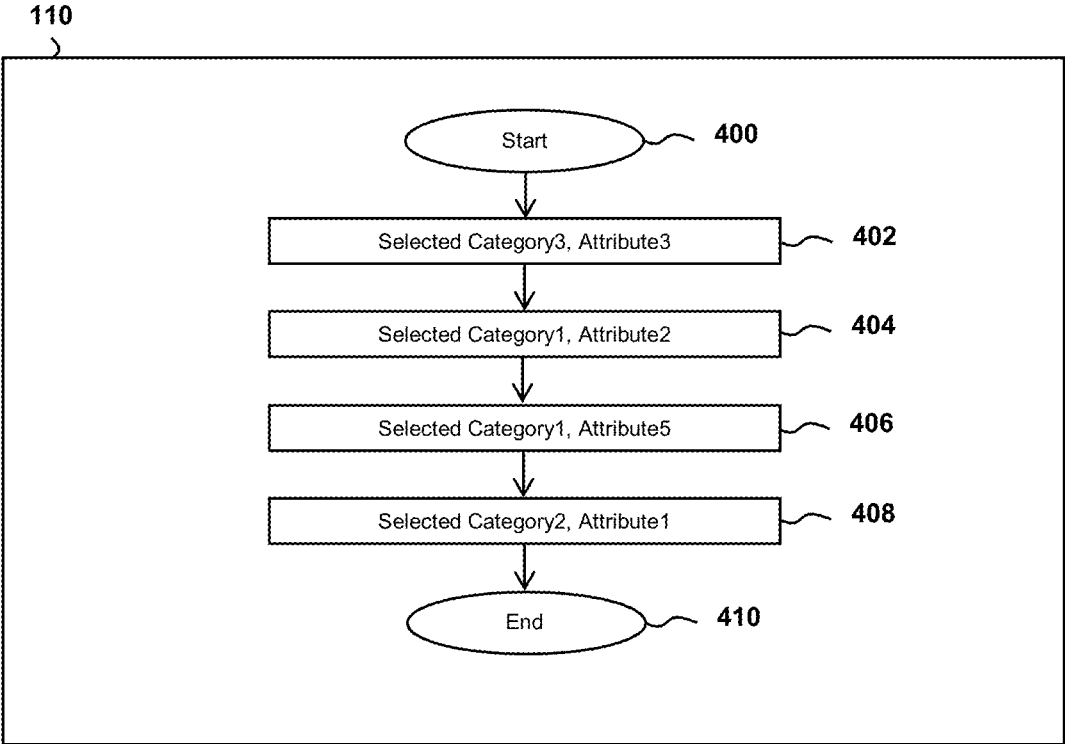 110
Start
400
Selected Category3, Attribute3
402
Selected Category1, Attribute2
404
Selected Category1, Attribute5
406
Selected Category2, Attribute1
408
End
410